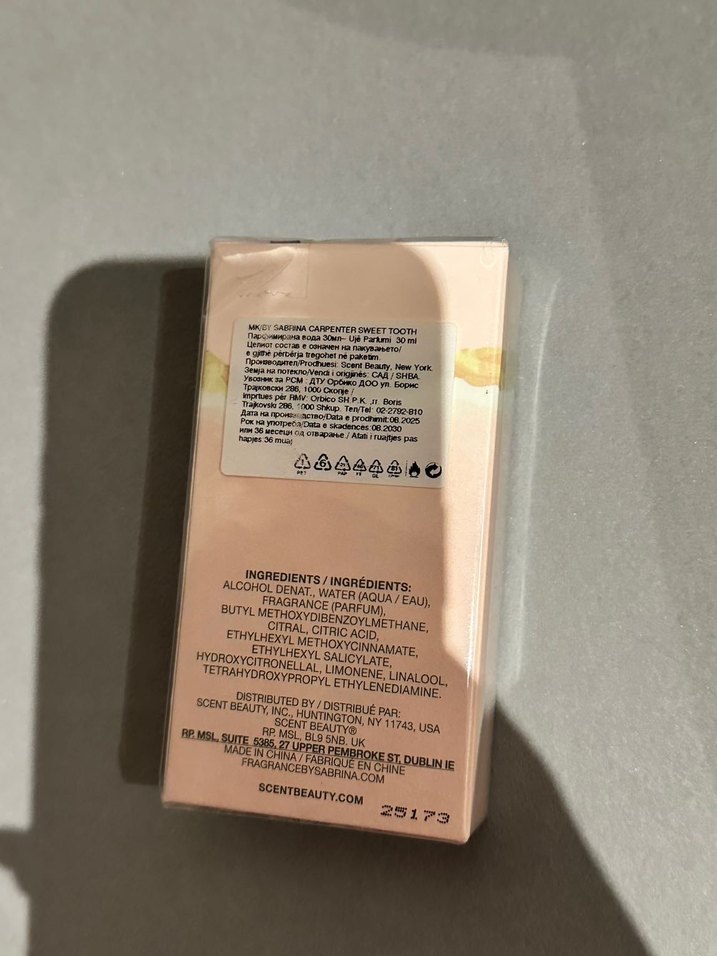 MK/BY SABRINA CARPENTER SWEET TOOTH
Парфимирана вода 30мл– Ujë Parfumi 30 ml
Целиот состав е означен на пакувањето/
e gjithë përbërja tregohet në paketim.
Производител/Prodhuesi: Scent Beauty, New York.
Земја на потекло/Vendi i origjinës: САД / SHBA.
Увозник за РСМ : ДТУ Орбико ДОО ул. Борис
Трајковски 286, 1000 Скопје /
Imprtues për RMV: Orbico SH.P.K. ,rr. Boris
Trajkovski 286, 1000 Shkup. Тел/Tel: 02-2792-810
Дата на производство/Data e prodhimit:08.2025
Рок на употреба/Data e skadences:08.2030
или 36 месеци од отварање./ Afati i ruajtjes pas
hapjes 36 muaj
INGREDIENTS / INGRÉDIENTS:
ALCOHOL DENAT., WATER (AQUA / EAU),
FRAGRANCE (PARFUM),
BUTYL METHOXYDIBENZOYLMETHANE,
CITRAL, CITRIC ACID,
ETHYLHEXYL METHOXYCINNAMATE,
ETHYLHEXYL SALICYLATE,
HYDROXYCITRONELLAL, LIMONENE, LINALOOL,
TETRAHYDROXYPROPYL ETHYLENEDIAMINE.
DISTRIBUTED BY / DISTRIBUÉ PAR:
SCENT BEAUTY, INC., HUNTINGTON, NY 11743, USA
SCENT BEAUTY®
RP. MSL, BL9 5NB. UK
RP. MSL, SUITE 5385, 27 UPPER PEMBROKE ST, DUBLIN IE
MADE IN CHINA / FABRIQUÉ EN CHINE
FRAGRANCEBYSABRINA.COM
SCENTBEAUTY.COM
25173